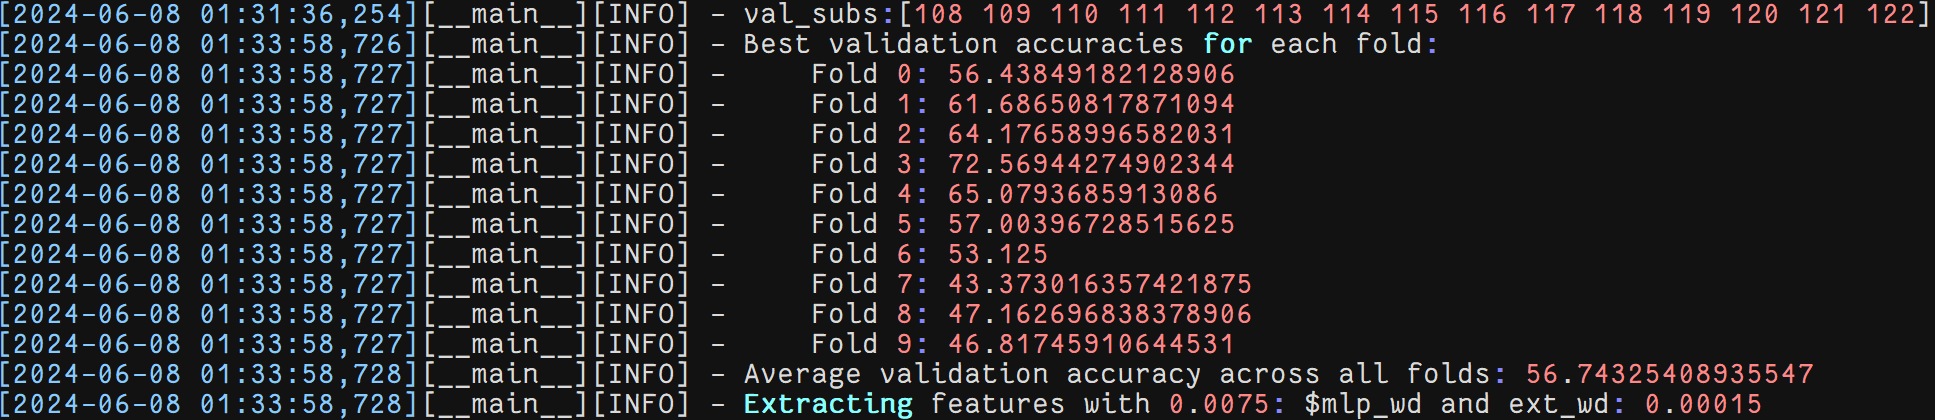 [2024-06-08 01:31:36,254][__main__][INFO] - val_subs:[108 109 110 111 112 113 114 115 116 117 118 119 120 121 122]
[2024-06-08 01:33:58,726][__main__][INFO] - Best validation accuracies for each fold:
[2024-06-08 01:33:58,727][__main__][INFO] -     Fold 0: 56.43849182128906
[2024-06-08 01:33:58,727][__main__][INFO] -     Fold 1: 61.68650817871094
[2024-06-08 01:33:58,727][__main__][INFO] -     Fold 2: 64.17658996582031
[2024-06-08 01:33:58,727][__main__][INFO] -     Fold 3: 72.56944274902344
[2024-06-08 01:33:58,727][__main__][INFO] -     Fold 4: 65.0793685913086
[2024-06-08 01:33:58,727][__main__][INFO] -     Fold 5: 57.00396728515625
[2024-06-08 01:33:58,727][__main__][INFO] -     Fold 6: 53.125
[2024-06-08 01:33:58,727][__main__][INFO] -     Fold 7: 43.373016357421875
[2024-06-08 01:33:58,727][__main__][INFO] -     Fold 8: 47.162696838378906
[2024-06-08 01:33:58,727][__main__][INFO] -     Fold 9: 46.81745910644531
[2024-06-08 01:33:58,728][__main__][INFO] - Average validation accuracy across all folds: 56.74325408935547
[2024-06-08 01:33:58,728][__main__][INFO] - Extracting features with 0.0075: $mlp_wd and ext_wd: 0.00015